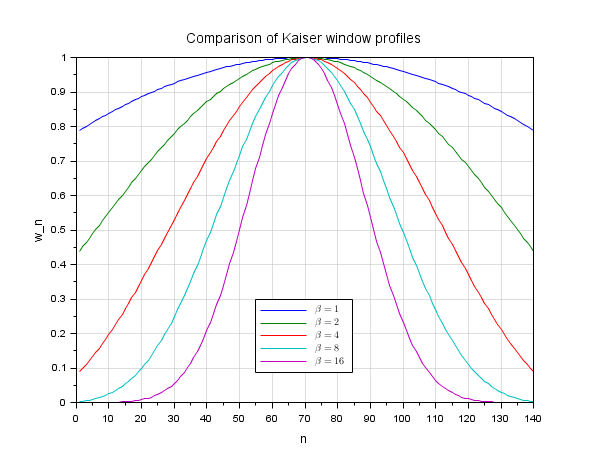 Comparison of Kaiser window profiles
1
0.9
0.8
0.7
0.6
0.5
0.4
0.3
0.2
0.1
0
w_n
β = 1
β = 2
β = 4
β = 8
β = 16
0 10 20 30 40 50 60 70 80 90 100 110 120 130 140
n